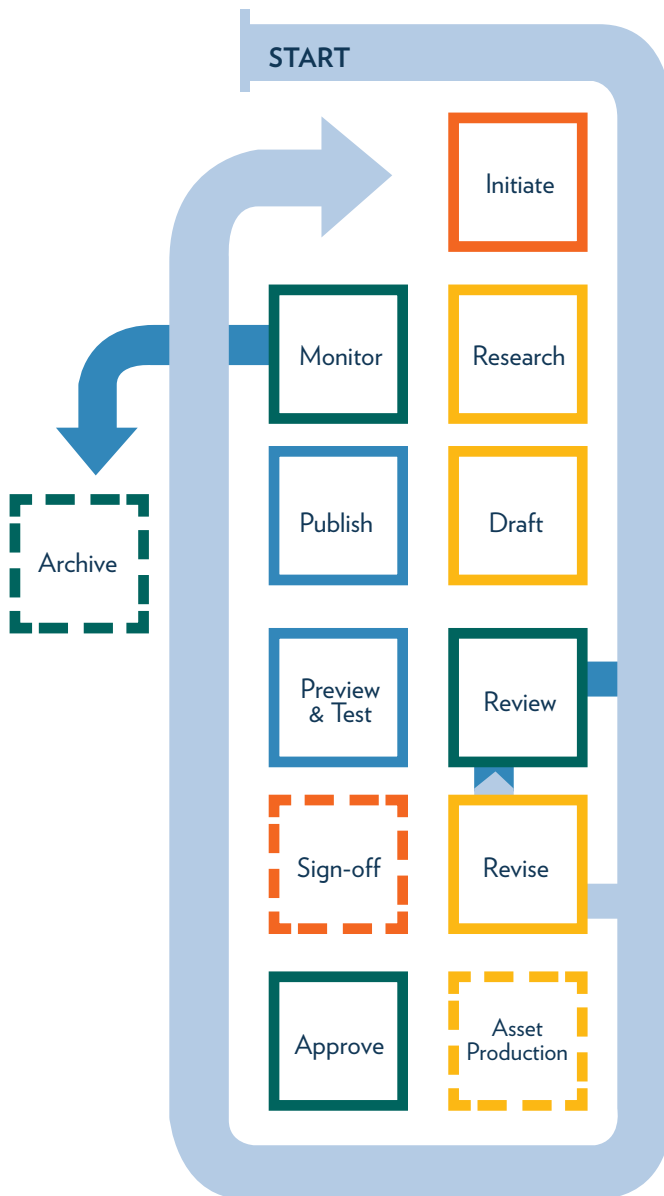 START
Initiate
Monitor
Research
Publish
Draft
Archive
Preview
& Test
Review
Sign-off
Revise
Approve
Asset
Production